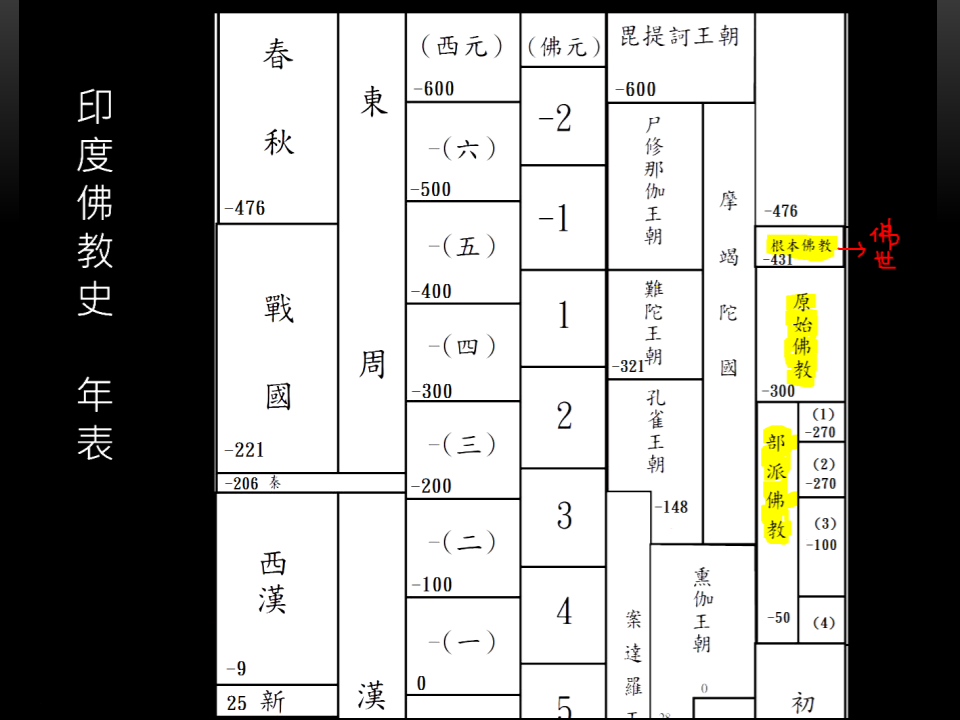 印度佛教史 年表
春秋
-476
戰國
-221
-206 秦
西漢
-9
25 新
東周
漢
(西元)
-600
-(六)
-500
-(五)
-400
-(四)
-300
-(三)
-200
-(二)
-100
-(一)
0
(佛元)
-2
-1
1
2
3
4
5
毘提訶王朝
-600
尸修那伽王朝
難陀王朝
-321
孔雀王朝
-148
案達羅王
摩竭陀國
熏伽王朝
0
28
-476
根本佛教
-431
佛世
原始佛教
-300
部派佛教
-50
(1)
-270
(2)
-270
(3)
-100
(4)
初